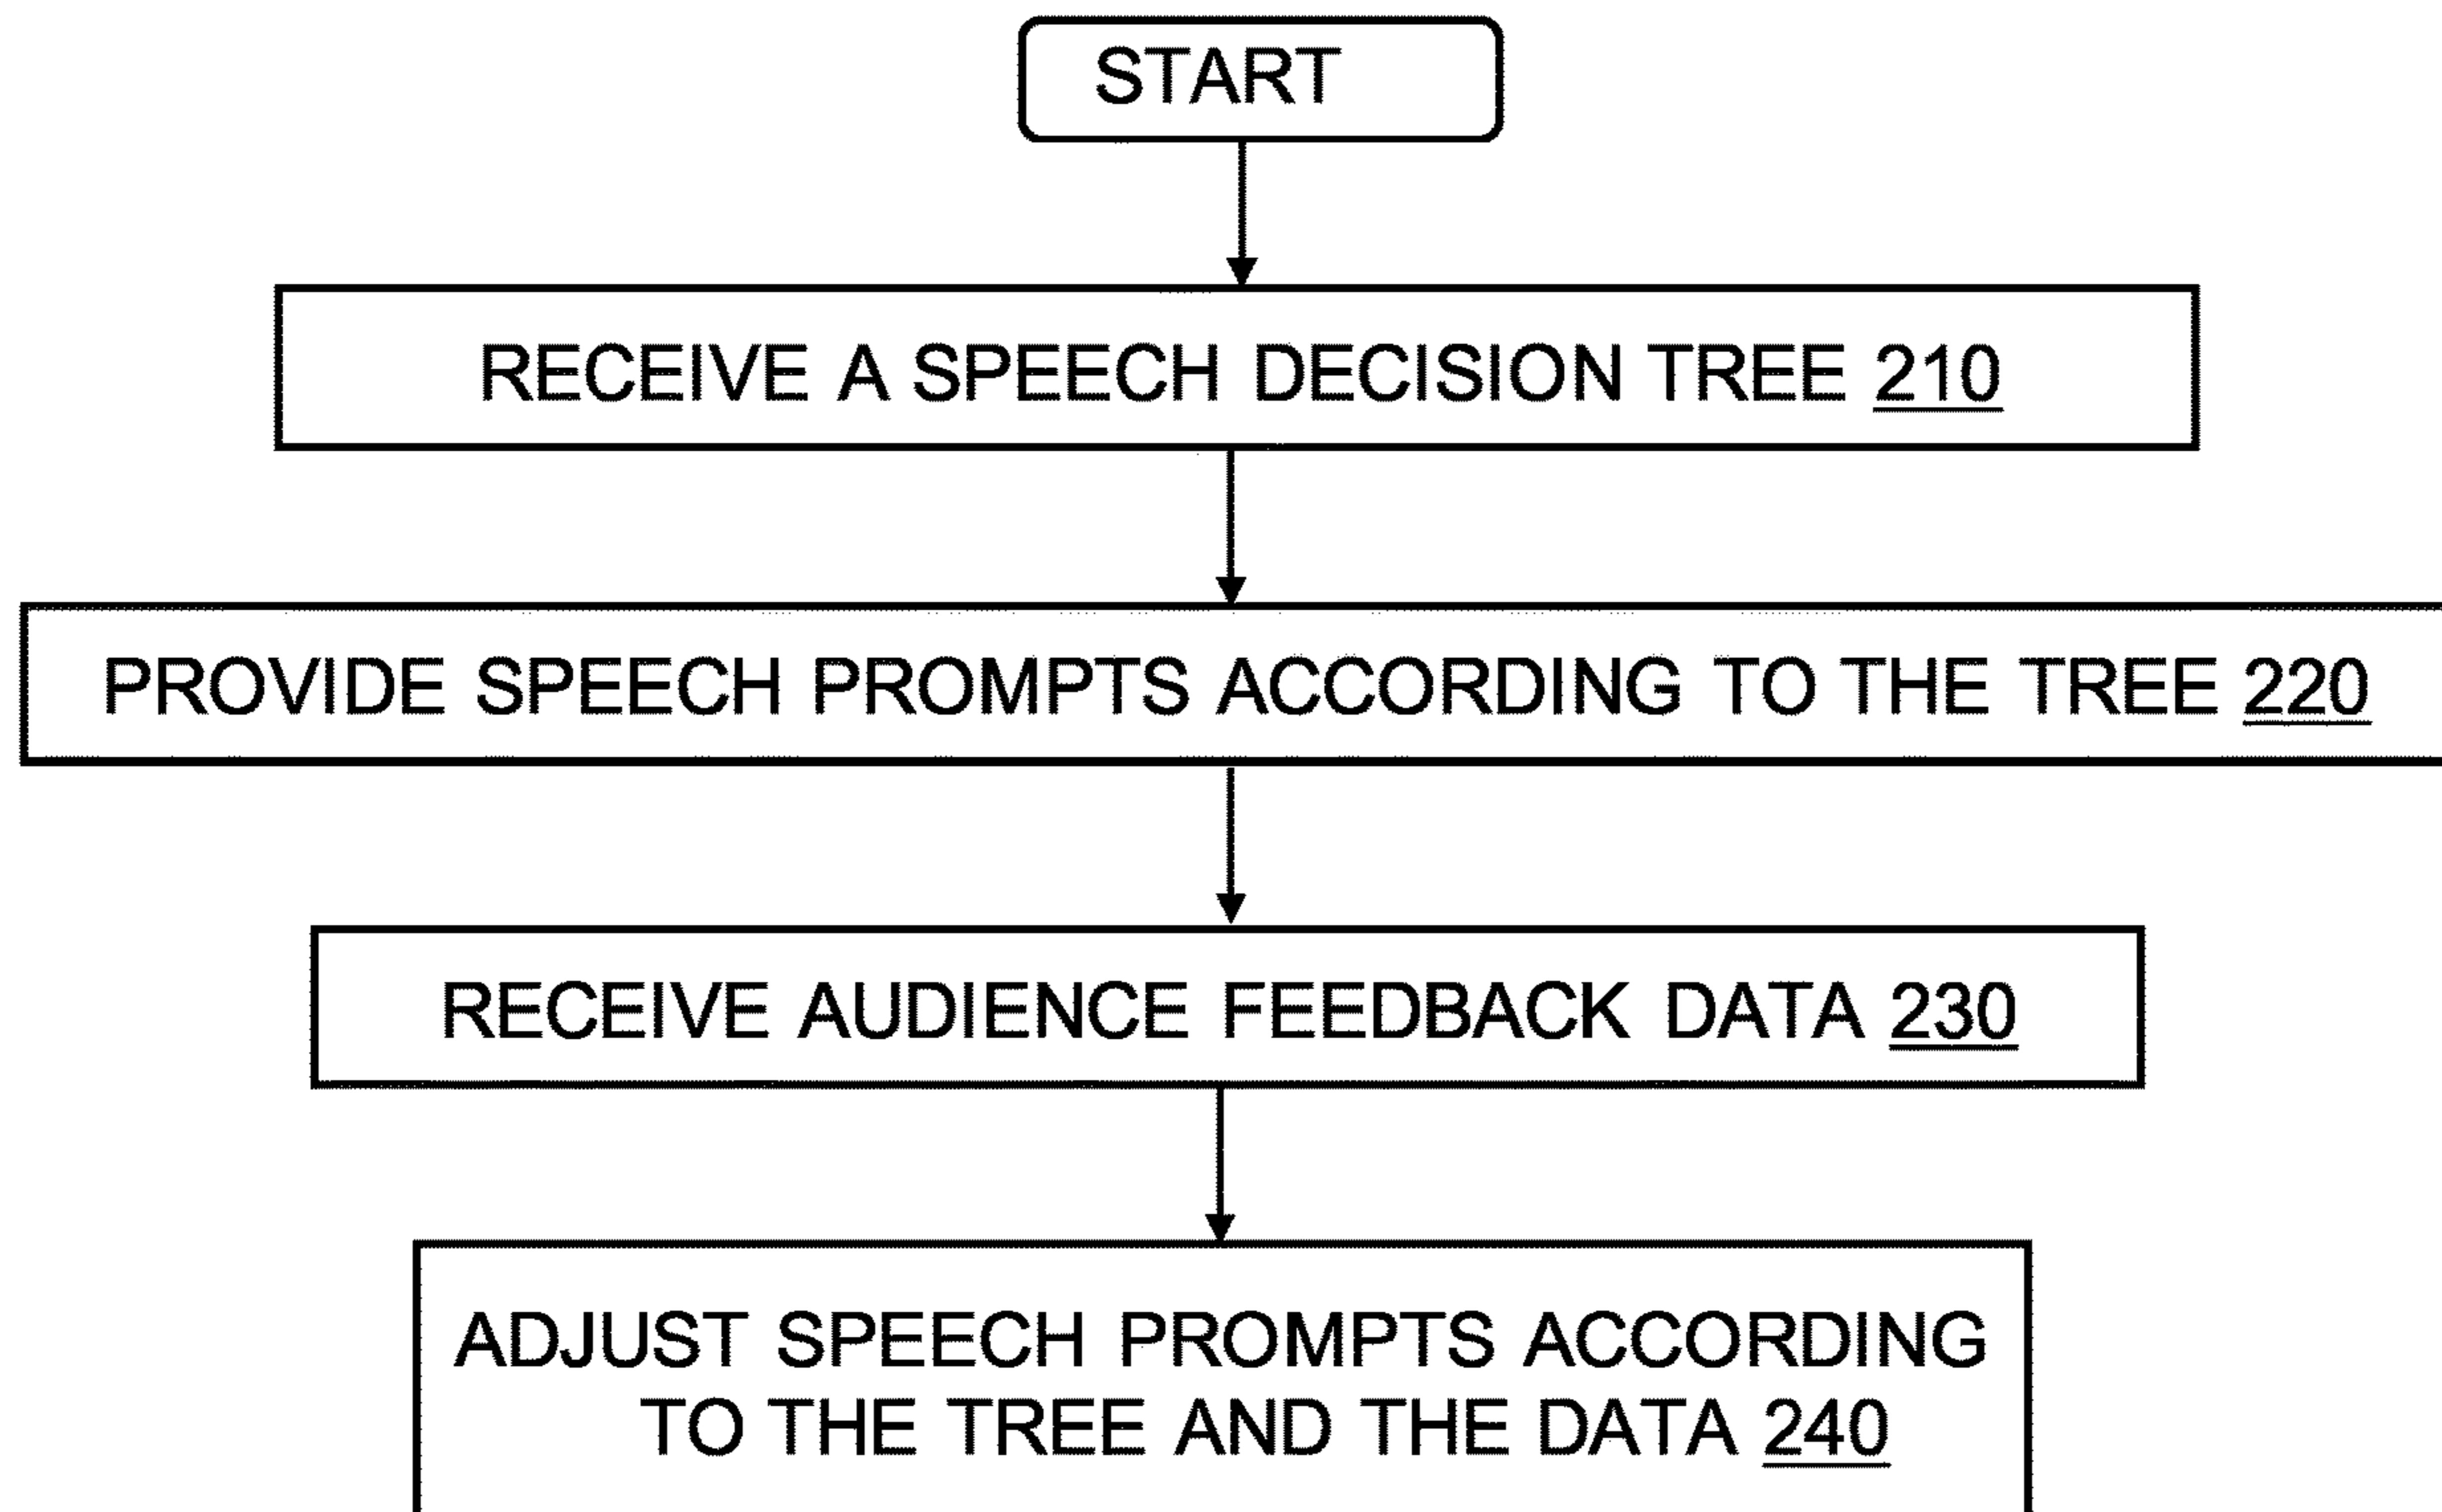 START
RECEIVE A SPEECH DECISION TREE 210
PROVIDE SPEECH PROMPTS ACCORDING TO THE TREE 220
RECEIVE AUDIENCE FEEDBACK DATA 230
ADJUST SPEECH PROMPTS ACCORDING
TO THE TREE AND THE DATA 240